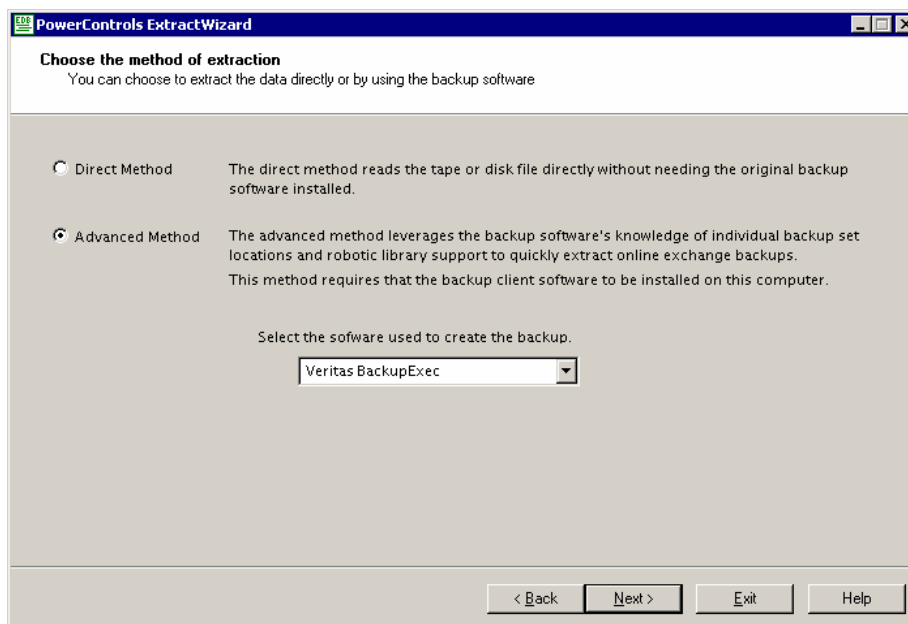 EDB PowerControls ExtractWizard
Choose the method of extraction
You can choose to extract the data directly or by using the backup software
Direct Method
The direct method reads the tape or disk file directly without needing the original backup
software installed.
Advanced Method
The advanced method leverages the backup software's knowledge of individual backup set
locations and robotic library support to quickly extract online exchange backups.
This method requires that the backup client software to be installed on this computer.
Select the sofware used to create the backup.
Veritas BackupExec
< Back
Next >
Exit
Help